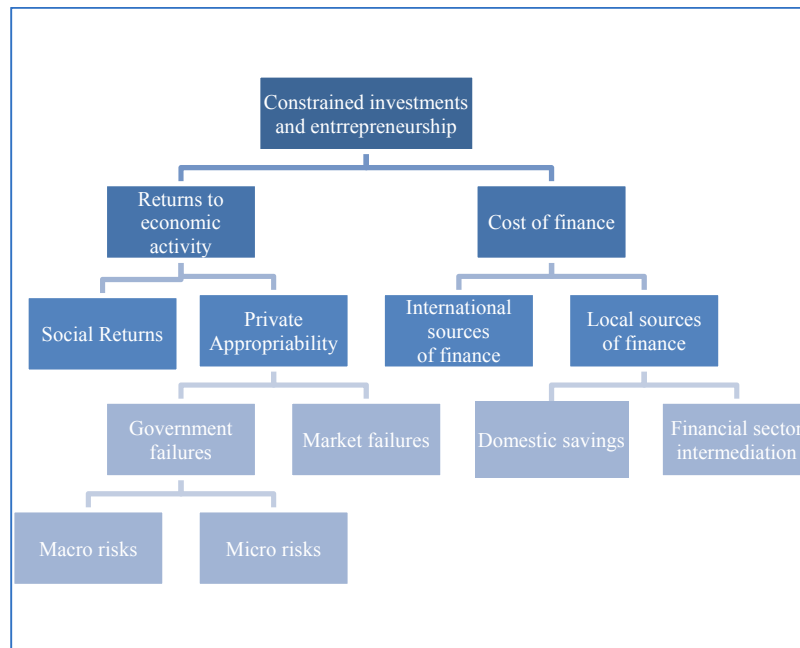 Constrained investments
and entrrepreneurship
Returns to
economic
activity
Cost of finance
Social Returns
Private
Appropriability
International
sources
of finance
Local sources
of finance
Government
failures
Market failures
Domestic savings
Financial sector
intermediation
Macro risks
Micro risks